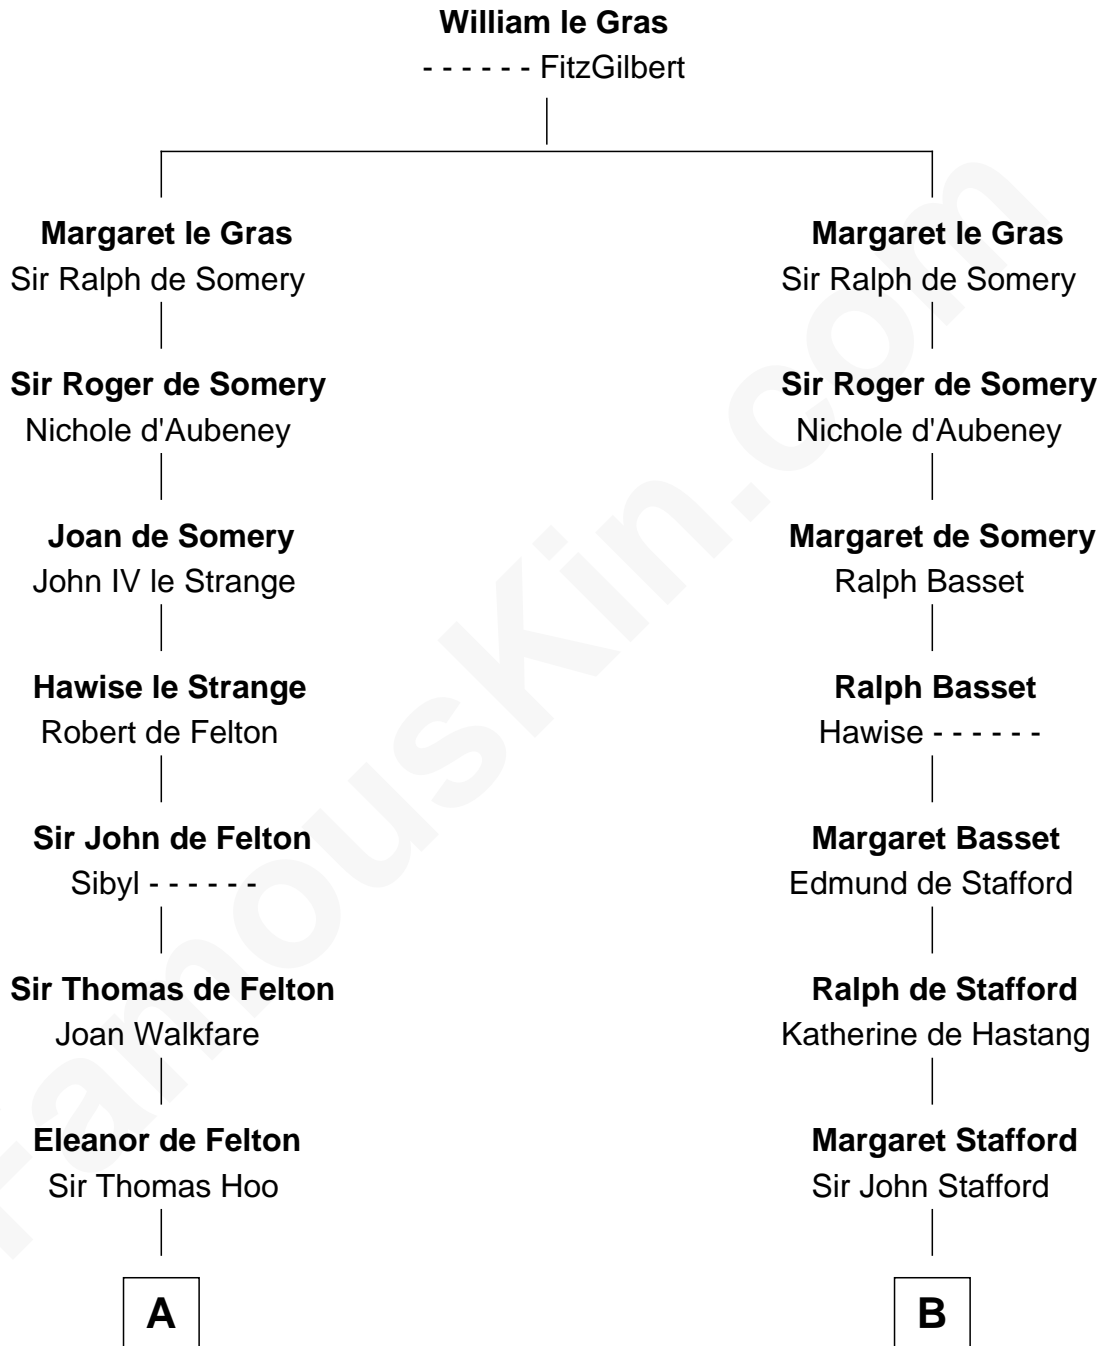 William le Gras
- - - - - - FitzGilbert
Margaret le Gras
Sir Ralph de Somery
Sir Roger de Somery
Nichole d'Aubeney
Joan de Somery
John IV le Strange
Hawise le Strange
Robert de Felton
Sir John de Felton
Sibyl - - - - - -
Sir Thomas de Felton
Joan Walkfare
Eleanor de Felton
Sir Thomas Hoo
A
Margaret le Gras
Sir Ralph de Somery
Sir Roger de Somery
Nichole d'Aubeney
Margaret de Somery
Ralph Basset
Ralph Basset
Hawise - - - - - -
Margaret Basset
Edmund de Stafford
Ralph de Stafford
Katherine de Hastang
Margaret Stafford
Sir John Stafford
B
FamousKin.com